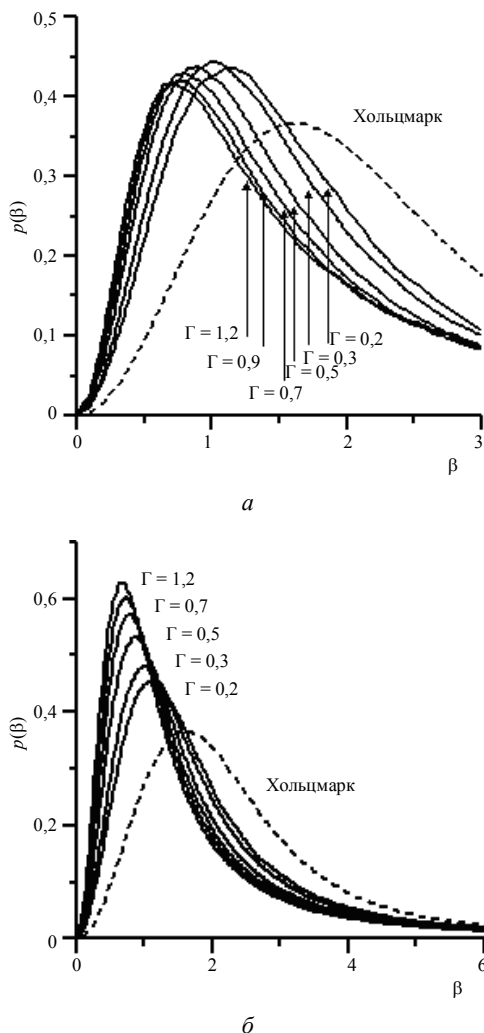 0,5
0,4
0,3
0,2
0,1
0
p(β)
Хольцмарк
Γ = 1,2
Γ = 0,9
Γ = 0,7
Γ = 0,5
Γ = 0,3
Γ = 0,2
0 1 2 3
β
а
0,6
0,4
0,2
0
p(β)
Γ = 1,2
Γ = 0,7
Γ = 0,5
Γ = 0,3
Γ = 0,2
Хольцмарк
0 2 4 6
β
б